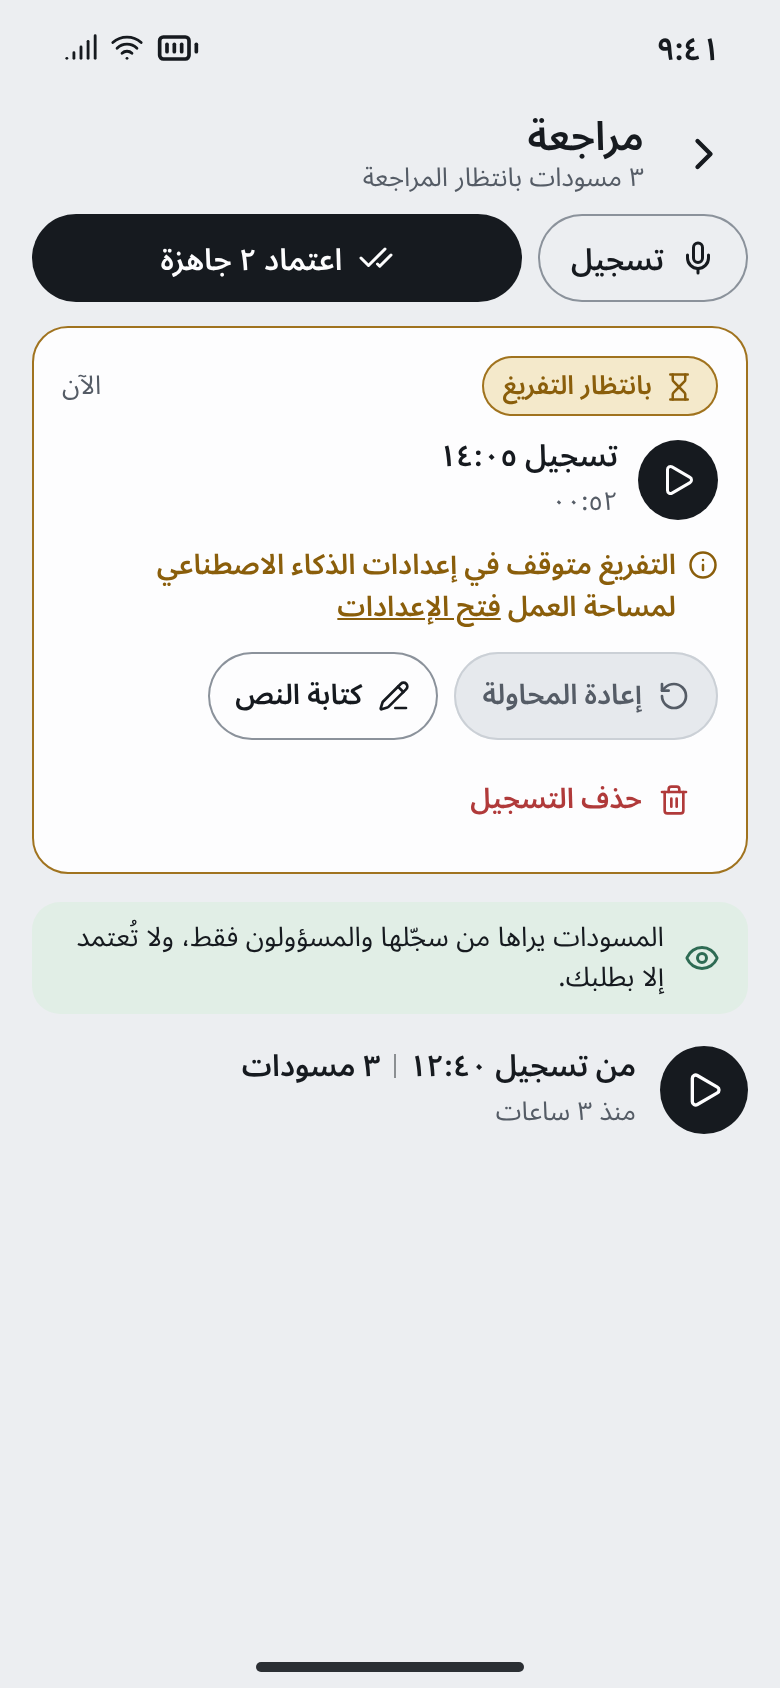 ٩:٤١
مراجعة
٣ مسودات بانتظار المراجعة
تسجيل
اعتماد ٢ جاهزة
بانتظار التفريغ
الآن
تسجيل ١٤:٠٥
٠٠:٥٢
التفريغ متوقف في إعدادات الذكاء الاصطناعي
لمساحة العمل فتح الإعدادات
إعادة المحاولة
كتابة النص
حذف التسجيل
المسودات يراها من سجّلها والمسؤولون فقط، ولا تُعتمد
إلا بطلبك.
من تسجيل ١٢:٤٠ | ٣ مسودات
منذ ٣ ساعات